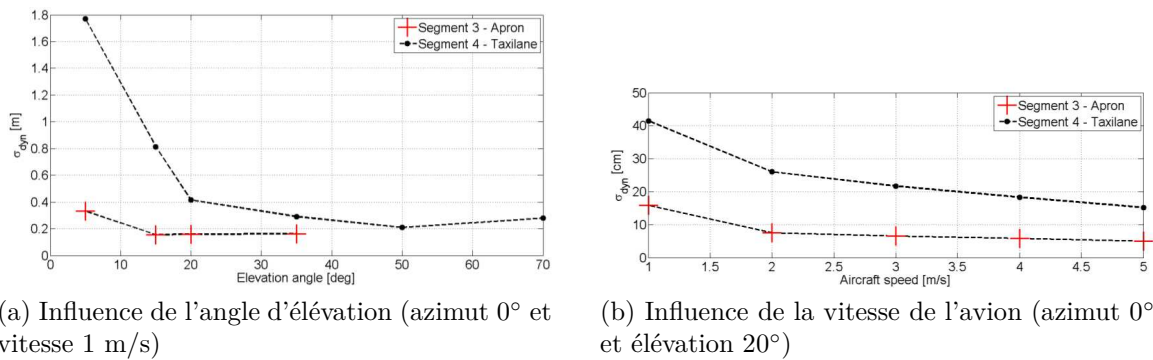 1.8
1.6
1.4
1.2
1
0.8
0.6
0.4
0.2
0
σdyn [m]
Segment 3 - Apron
Segment 4 - Taxilane
0 10 20 30 40 50 60 70
Elevation angle [deg]
(a) Influence de l'angle d'élévation (azimut 0° et
vitesse 1 m/s)
50
40
30
20
10
0
σdyn [cm]
Segment 3 - Apron
Segment 4 - Taxilane
1 1.5 2 2.5 3 3.5 4 4.5 5
Aircraft speed [m/s]
(b) Influence de la vitesse de l'avion (azimut 0°
et élévation 20°)